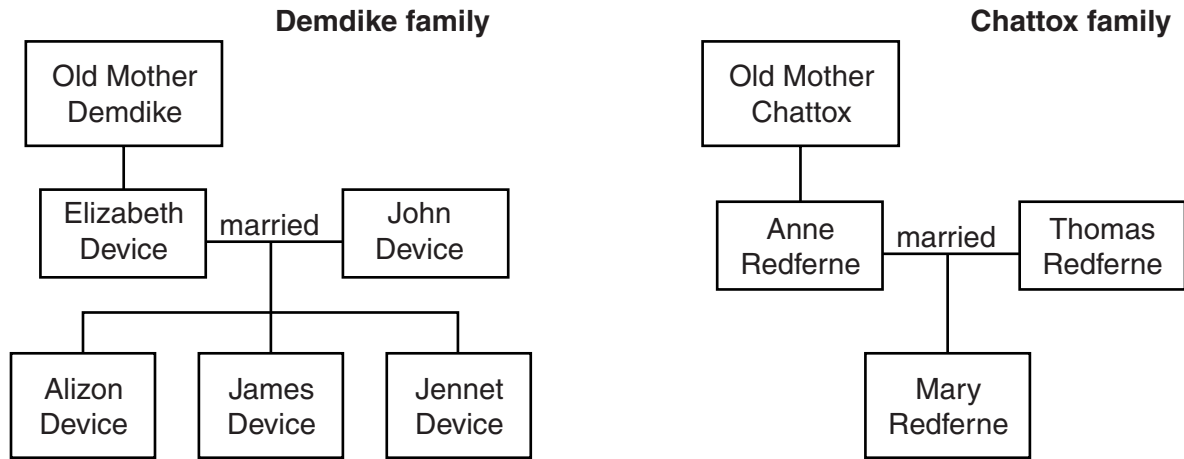 Demdike family
Old Mother
Demdike
Elizabeth
Device
married
John
Device
Alizon
Device
James
Device
Jennet
Device
Chattox family
Old Mother
Chattox
Anne
Redferne
married
Thomas
Redferne
Mary
Redferne